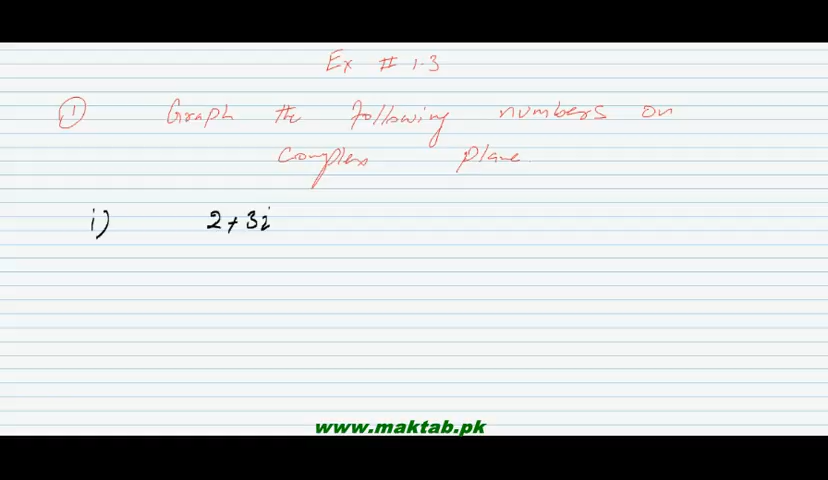 Ex # 1.3
① Graph the following numbers on
complex plane.
i) 2+3i
www.maktab.pk